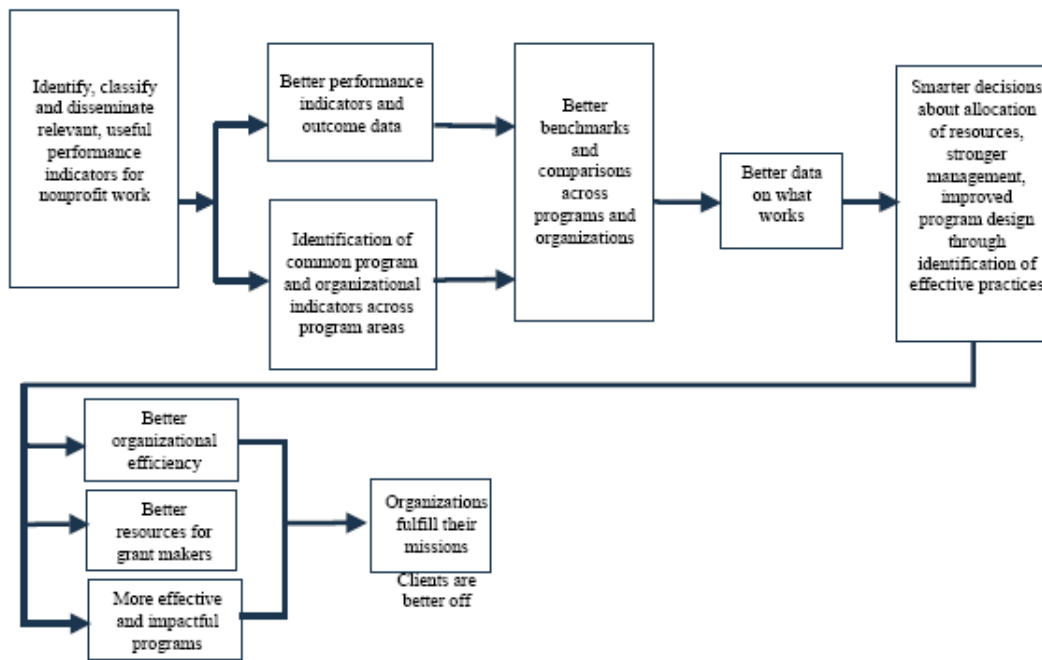 Identify, classify
and disseminate
relevant, useful
performance
indicators for
nonprofit work
Better performance
indicators and
outcome data
Identification of
common program
and organizational
indicators across
program areas
Better
benchmarks
and
comparisons
across
programs and
organizations
Better data
on what
works
Smarter decisions
about allocation
of resources,
stronger
management,
improved
program design
through
identification of
effective practices
Better
organizational
efficiency
Better
resources for
grant makers
More effective
and impactful
programs
Organizations
fulfill their
missions
Clients are
better off